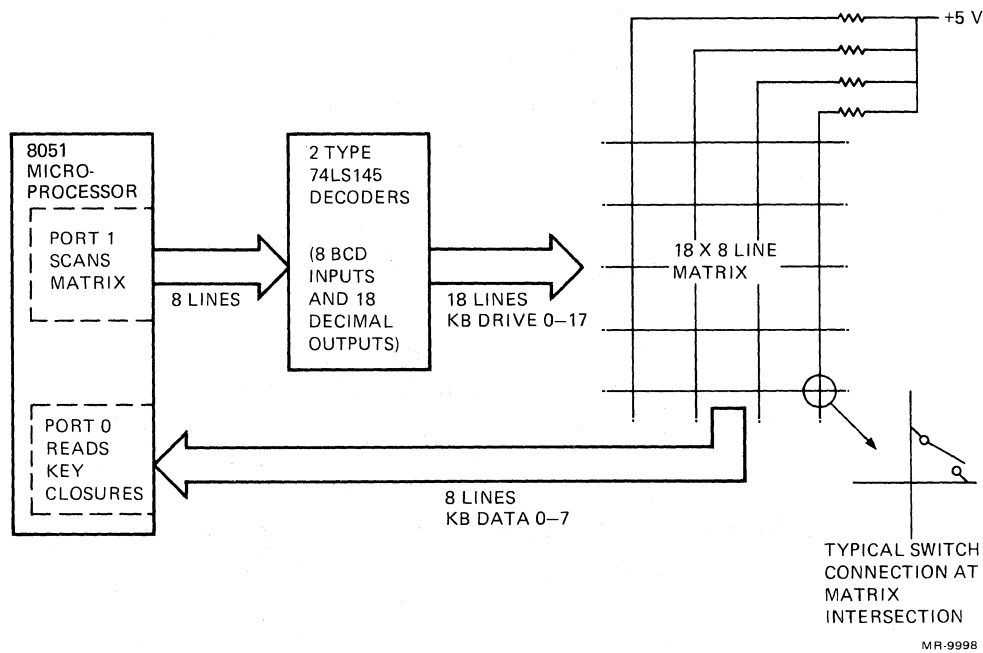 +5 V
8051
MICRO-
PROCESSOR
PORT 1
SCANS
MATRIX
8 LINES
2 TYPE
74LS145
DECODERS
(8 BCD
INPUTS
AND 18
DECIMAL
OUTPUTS)
18 LINES
KB DRIVE 0–17
18 X 8 LINE
MATRIX
PORT 0
READS
KEY
CLOSURES
8 LINES
KB DATA 0–7
TYPICAL SWITCH
CONNECTION AT
MATRIX
INTERSECTION
MR-9998